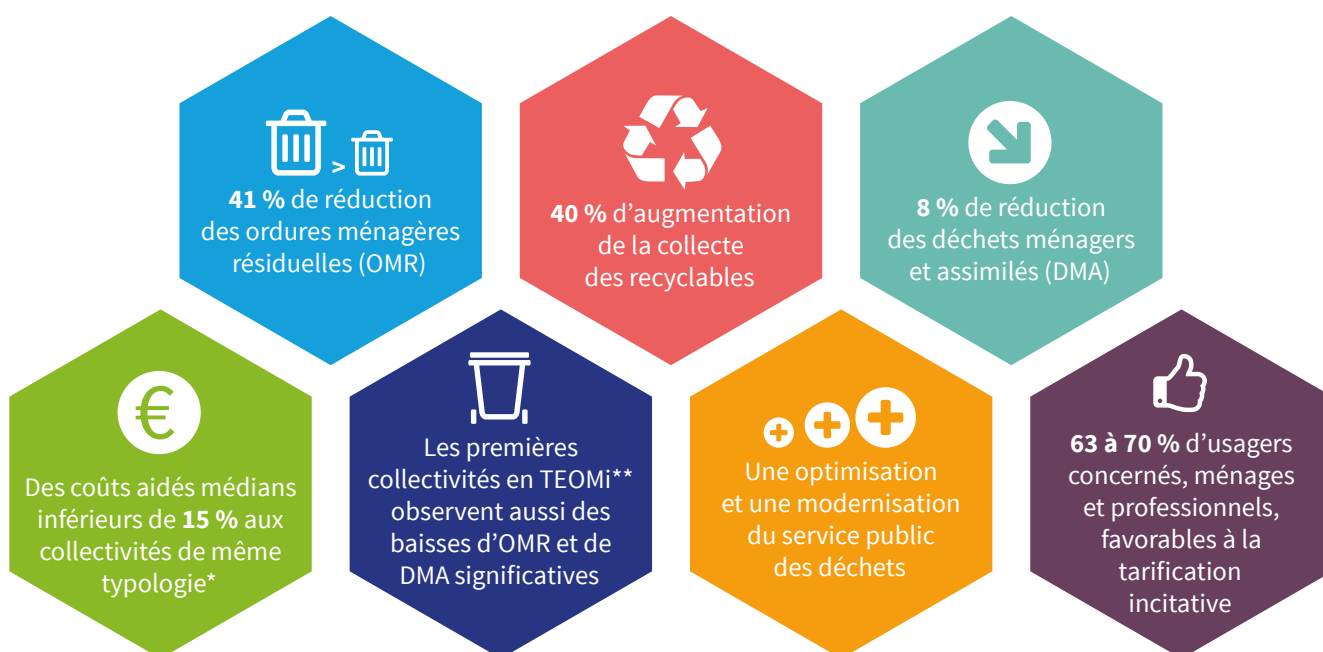 41 % de réduction
des ordures ménagères
résiduelles (OMR)
40 % d’augmentation
de la collecte
des recyclables
8 % de réduction
des déchets ménagers
et assimilés (DMA)
€
Des coûts aidés médians
inférieurs de 15 % aux
collectivités de même
typologie*
Les premières
collectivités en TEOMi**
observent aussi des
baisses d’OMR et de
DMA significatives
Une optimisation
et une modernisation
du service public
des déchets
63 à 70 % d’usagers
concernés, ménages
et professionnels,
favorables à la
tarification
incitative